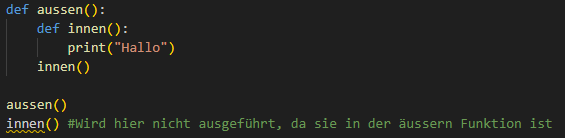 def aussen():
    def innen():
        print("Hallo")
    innen()

aussen()
innen() #Wird hier nicht ausgeführt, da sie in der äussern Funktion ist